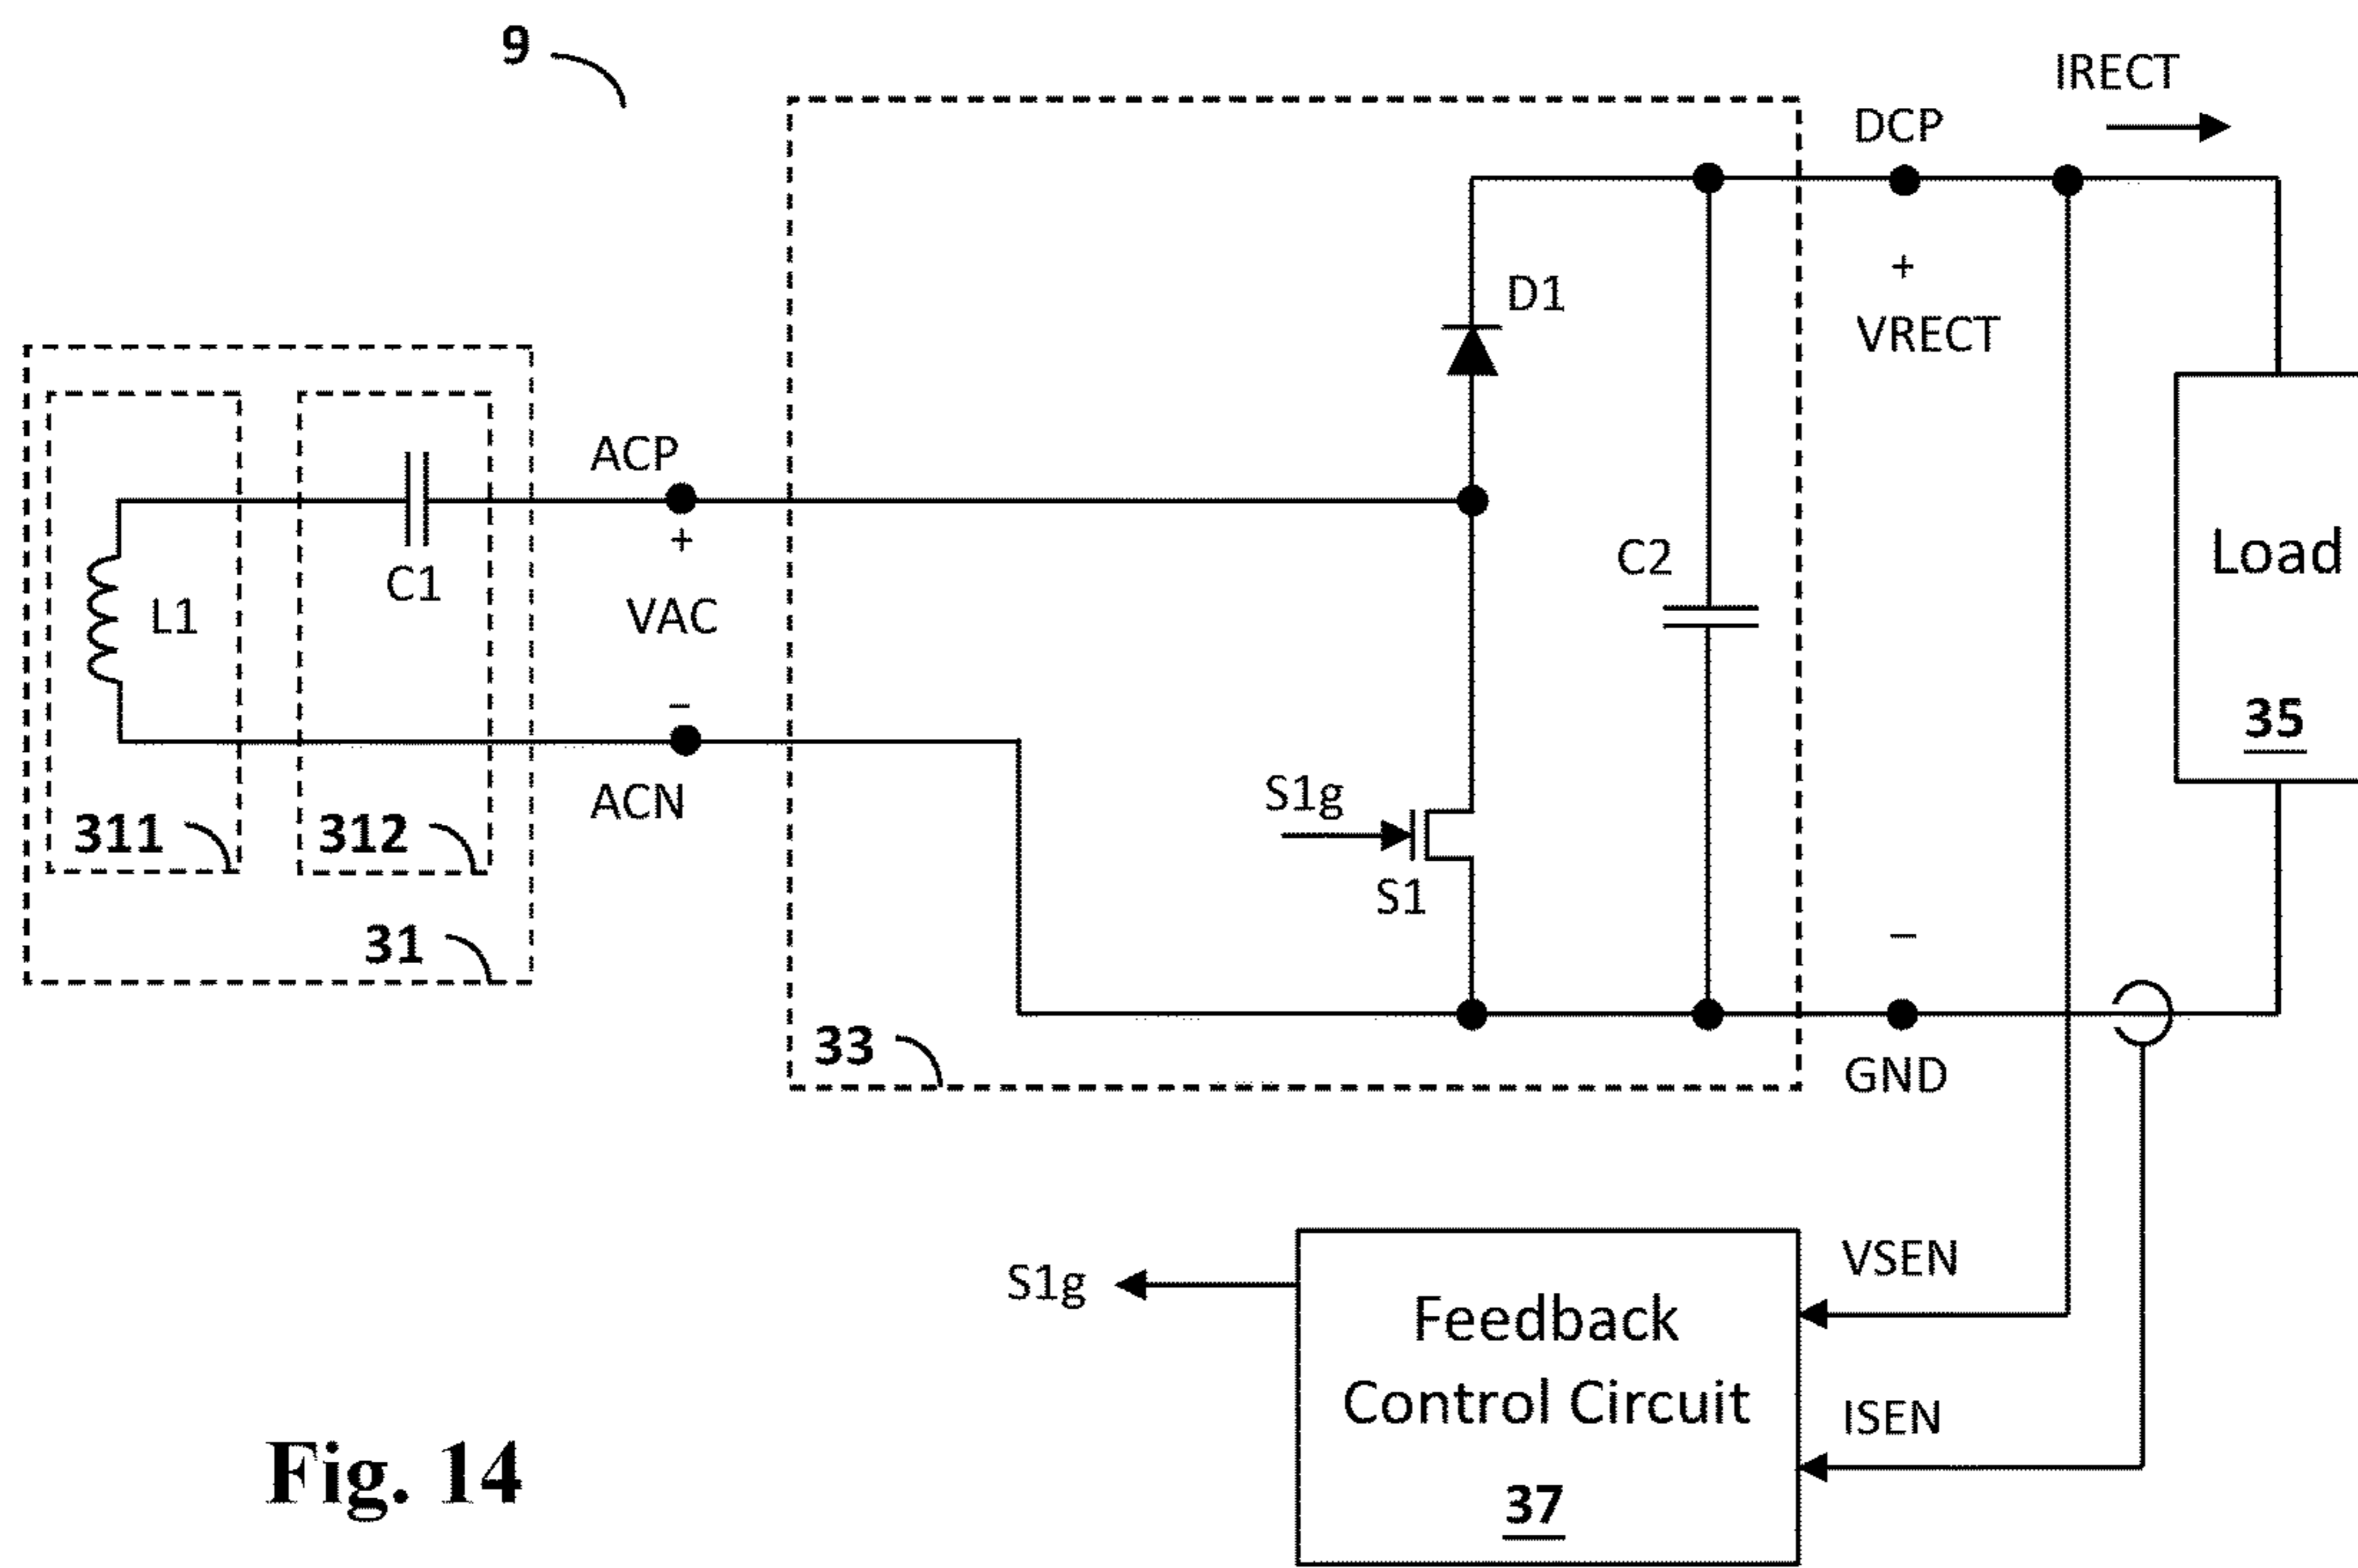 9
IRECT
DCP
+
VRECT
D1
ACP
+
VAC
−
ACN
L1
C1
C2
Load
35
311
312
31
S1g
S1
−
33
GND
S1g
Feedback
Control Circuit
37
VSEN
ISEN
Fig. 14